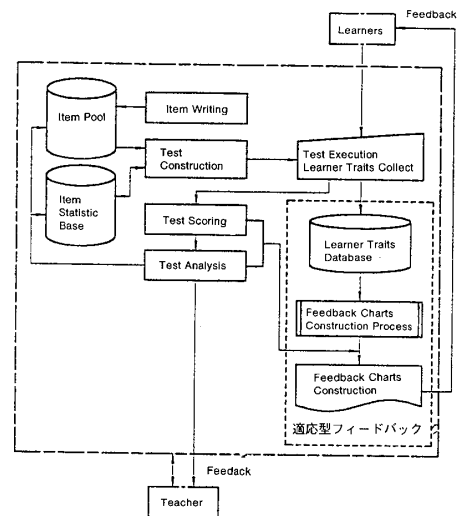 Feedback
Learners
Item Pool
Item Writing
Test
Construction
Test Execution
Learner Traits Collect
Item
Statistic
Base
Test Scoring
Learner Traits
Database
Test Analysis
Feedback Charts
Construction Process
Feedback Charts
Construction
適応型フィードバック
Feedack
Teacher